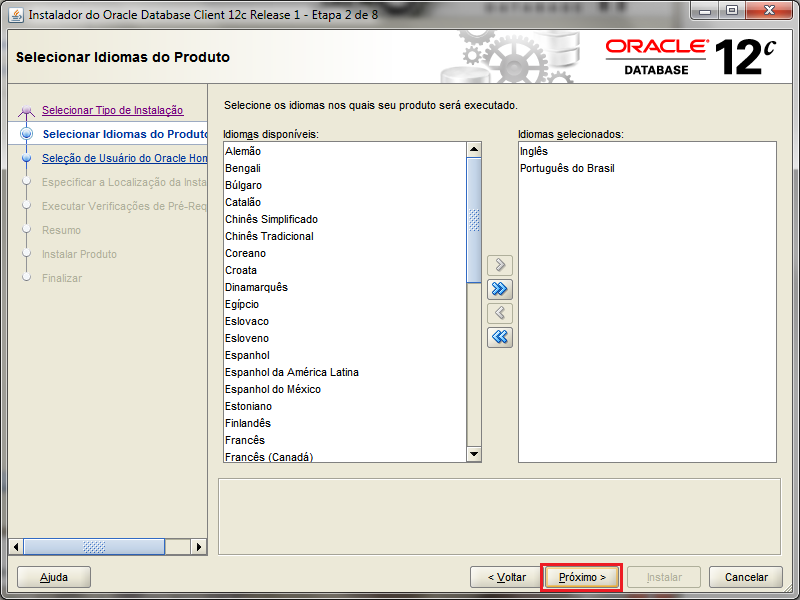 Instalador do Oracle Database Client 12c Release 1 - Etapa 2 de 8
Selecionar Idiomas do Produto
ORACLE
DATABASE
12c
Selecionar Tipo de Instalação
Selecionar Idiomas do Produto
Seleção de Usuário do Oracle Hom
Especificar a Localização da Insta
Executar Verificações de Pré-Req
Resumo
Instalar Produto
Finalizar
Selecione os idiomas nos quais seu produto será executado.
Idiomas disponíveis:
Alemão
Bengali
Búlgaro
Catalão
Chinês Simplificado
Chinês Tradicional
Coreano
Croata
Dinamarquês
Egípcio
Eslovaco
Esloveno
Espanhol
Espanhol da América Latina
Espanhol do México
Estoniano
Finlandês
Francês
Francês (Canadá)
Idiomas selecionados:
Inglês
Português do Brasil
Ajuda
< Voltar
Próximo >
Instalar
Cancelar